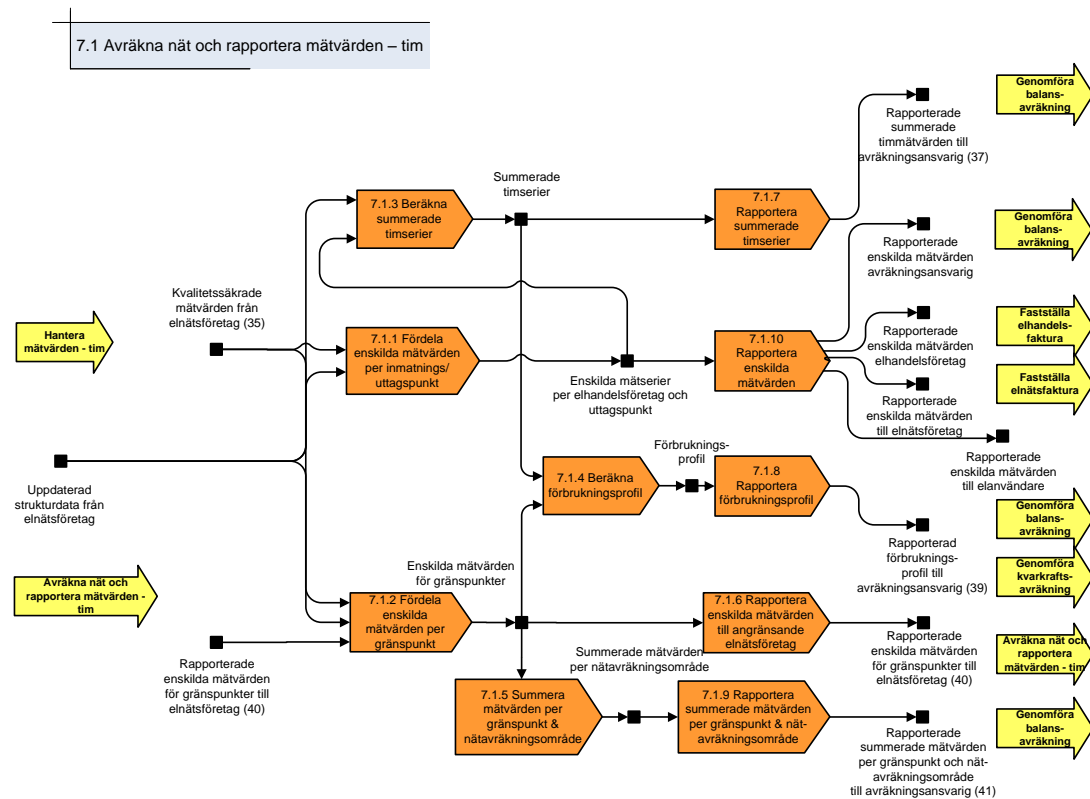 7.1 Avräkna nät och rapportera mätvärden – tim
Genomföra
balans-
avräkning
Rapporterade
summerade
timmätvärden till
avräkningsansvarig (37)
Summerade
timserier
7.1.3 Beräkna
summerade
timserier
7.1.7
Rapportera
summerade
timserier
Genomföra
balans-
avräkning
Rapporterade
enskilda mätvärden
avräkningsansvarig
Kvalitetssäkrade
mätvärden från
elnätsföretag (35)
Hantera
mätvärden - tim
7.1.1 Fördela
enskilda mätvärden
per inmatnings/
uttagspunkt
7.1.10
Rapportera
enskilda
mätvärden
Fastställa
elhandels-
faktura
Rapporterade
enskilda mätvärden
elhandelsföretag
Enskilda mätserier
per elhandelsföretag och
uttagspunkt
Fastställa
elnätsfaktura
Rapporterade
enskilda mätvärden
till elnätsföretag
Förbruknings-
profil
Rapporterade
enskilda mätvärden
till elanvändare
7.1.4 Beräkna
förbrukningsprofil
7.1.8
Rapportera
förbrukningsprofil
Uppdaterad
strukturdata från
elnätsföretag
Genomföra
balans-
avräkning
Rapporterad
förbruknings-
profil till
avräkningsansvarig (39)
Genomföra
kvarkrafts-
avräkning
Avräkna nät och
rapportera mätvärden -
tim
Enskilda mätvärden
för gränspunkter
7.1.2 Fördela
enskilda
mätvärden per
gränspunkt
7.1.6 Rapportera
enskilda mätvärden
till angränsande
elnätsföretag
Rapporterade
enskilda mätvärden
för gränspunkter till
elnätsföretag (40)
Avräkna nät och
rapportera
mätvärden - tim
Rapporterade
enskilda mätvärden
för gränspunkter till
elnätsföretag (40)
Summerade mätvärden
per nätavräkningsområde
7.1.5 Summera
mätvärden per
gränspunkt &
nätavräkningsområde
7.1.9 Rapportera
summerade mätvärden
per gränspunkt & nät-
avräkningsområde
Genomföra
balans-
avräkning
Rapporterade
summerade mätvärden
per gränspunkt och nät-
avräkningsområde
till avräkningsansvarig (41)